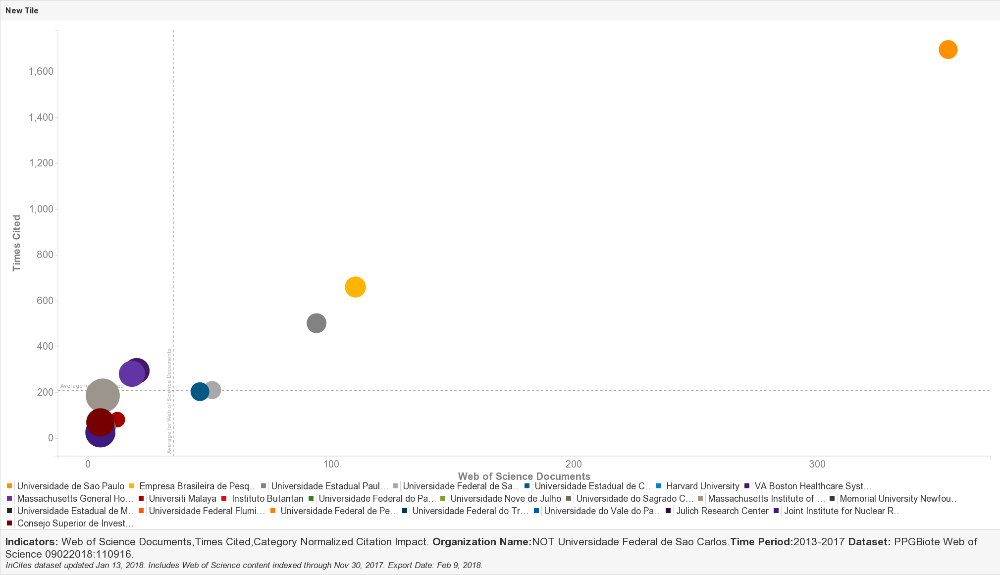 New Tile
1,600
1,400
1,200
1,000
800
600
400
200
0
Times Cited
Average for
ed
Average for Web of Science Documents
0 100 200 300
Web of Science Documents
Universidade de Sao Paulo Empresa Brasileira de Pesq.. Universidade Estadual Paul... Universidade Federal de Sa.. Universidade Estadual de C.. Harvard University VA Boston Healthcare Syst...
Massachusetts General Ho... Universiti Malaya Instituto Butantan Universidade Federal do Pa... Universidade Nove de Julho Universidade do Sagrado C... Massachusetts Institute of ... Memorial University Newfou..
Universidade Estadual de M.. Universidade Federal Flumi... Universidade Federal de Pe... Universidade Federal do Tr... Universidade do Vale do Pa.. Julich Research Center Joint Institute for Nuclear R..
Consejo Superior de Invest...
Indicators: Web of Science Documents,Times Cited,Category Normalized Citation Impact. Organization Name:NOT Universidade Federal de Sao Carlos.Time Period:2013-2017 Dataset: PPGBiote Web of
Science 09022018:110916.
InCites dataset updated Jan 13, 2018. Includes Web of Science content indexed through Nov 30, 2017. Export Date: Feb 9, 2018.